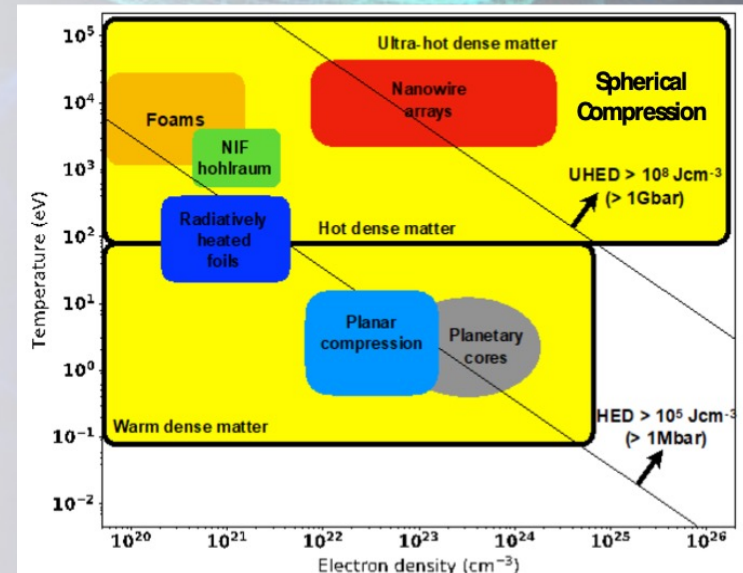 10⁵
10⁴
10³
10²
10¹
10⁰
10⁻¹
10⁻²
Temperature (eV)
Ultra-hot dense matter
Foams
Nanowire
arrays
Spherical
Compression
NIF
hohlraum
UHED > 10⁸ Jcm⁻³
(> 1Gbar)
Radiatively
heated
foils
Hot dense matter
Planar
compression
Planetary
cores
Warm dense matter
HED > 10⁵ Jcm⁻³
(> 1Mbar)
10²⁰
10²¹
10²²
10²³
10²⁴
10²⁵
10²⁶
Electron density (cm⁻³)